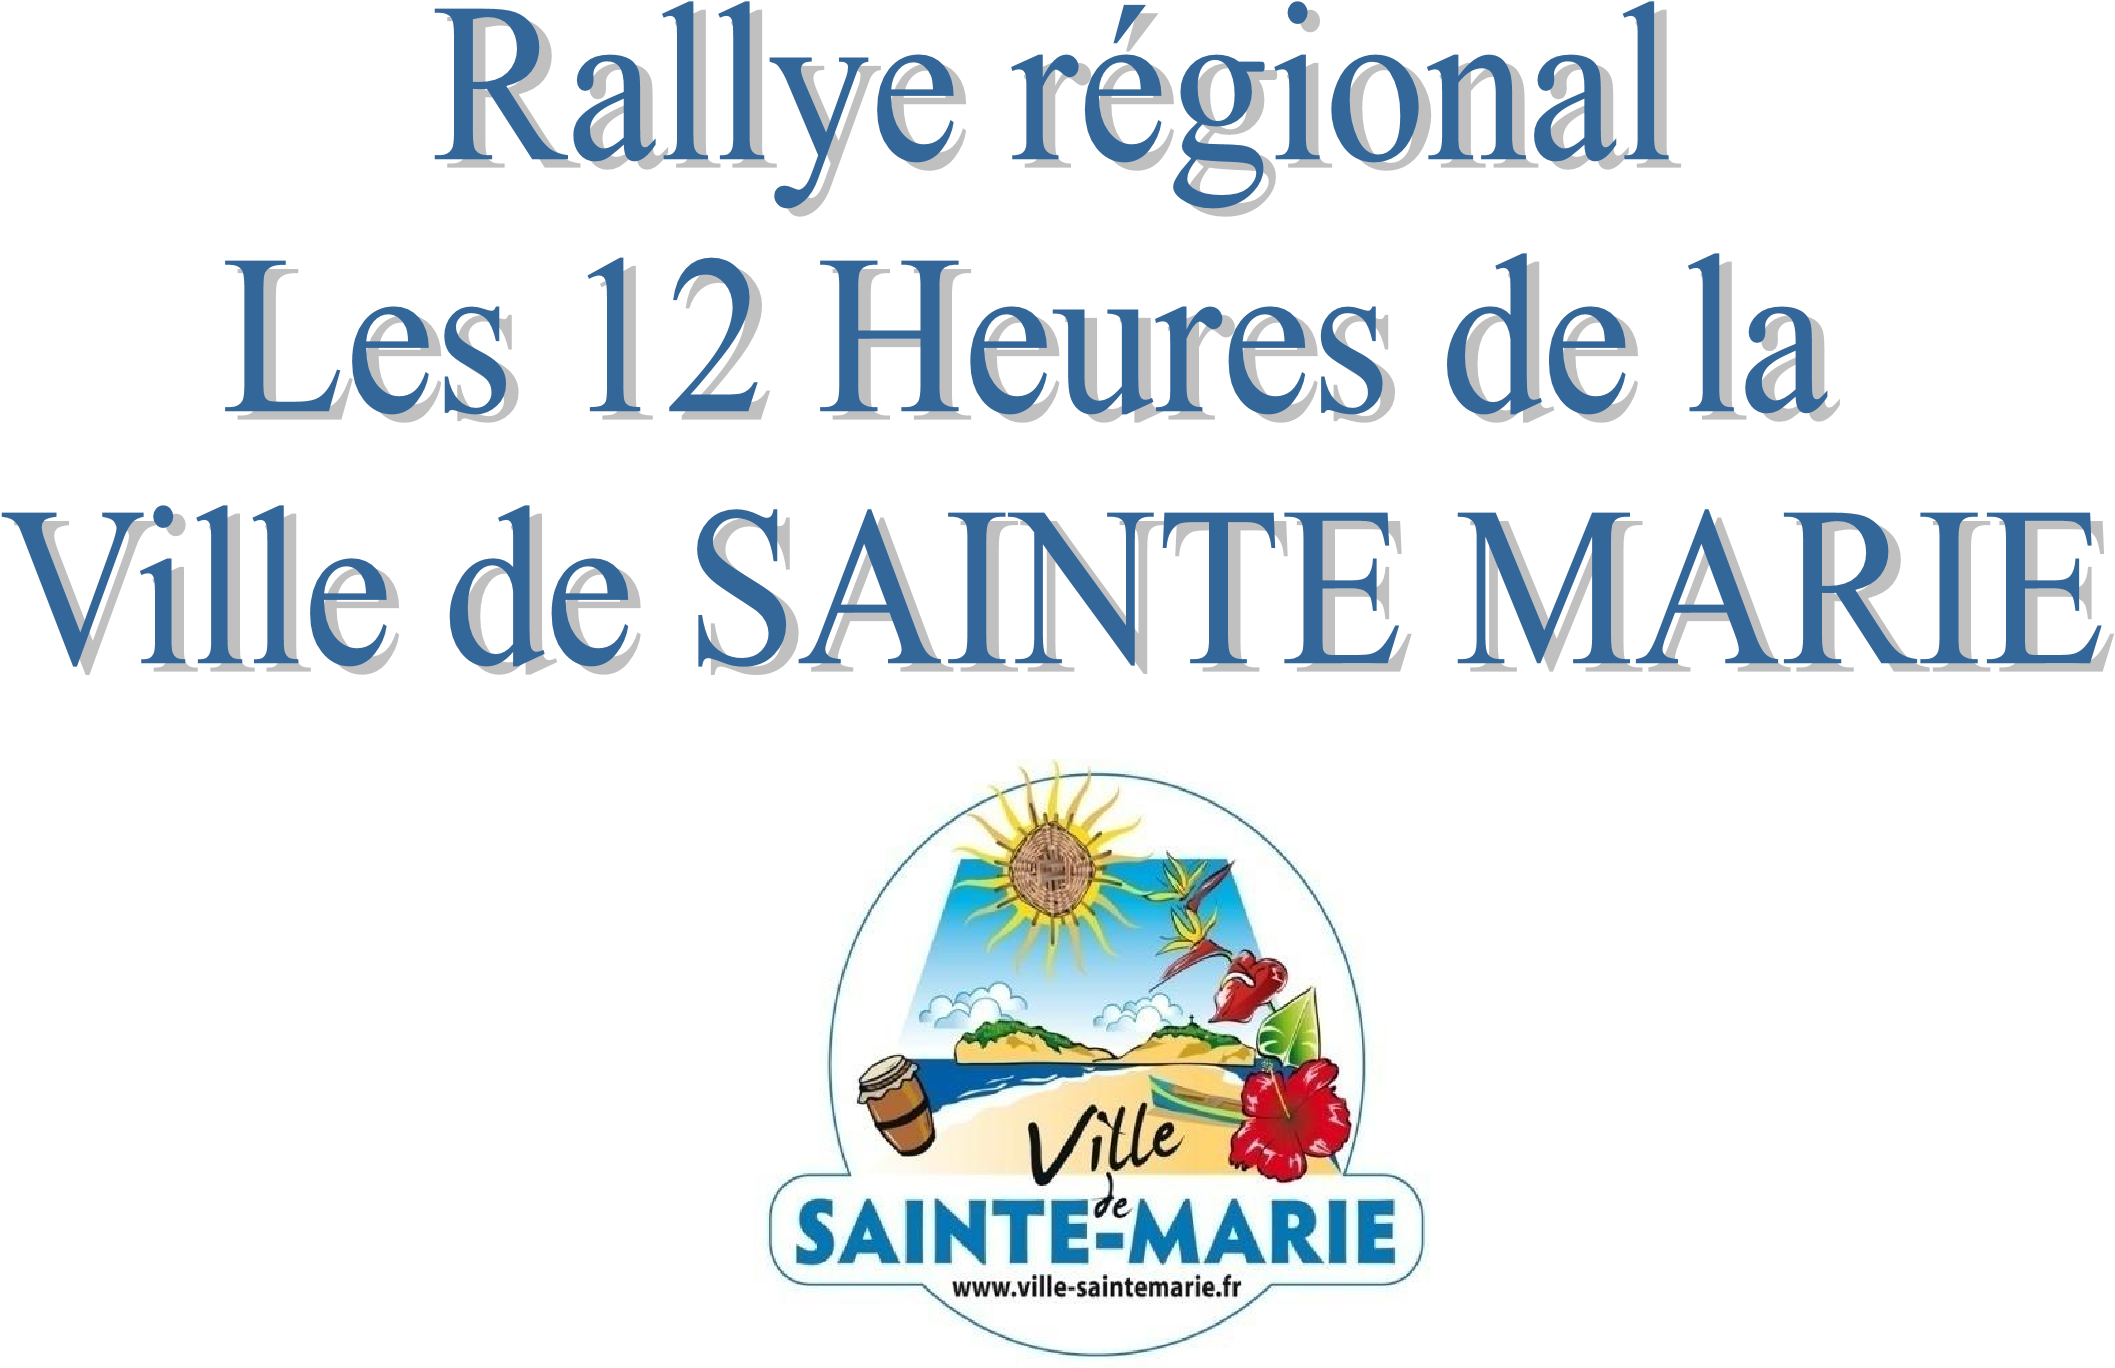 Rallye régional
Les 12 Heures de la
Ville de SAINTE MARIE
Ville
de
SAINTE-MARIE
www.ville-saintemarie.fr